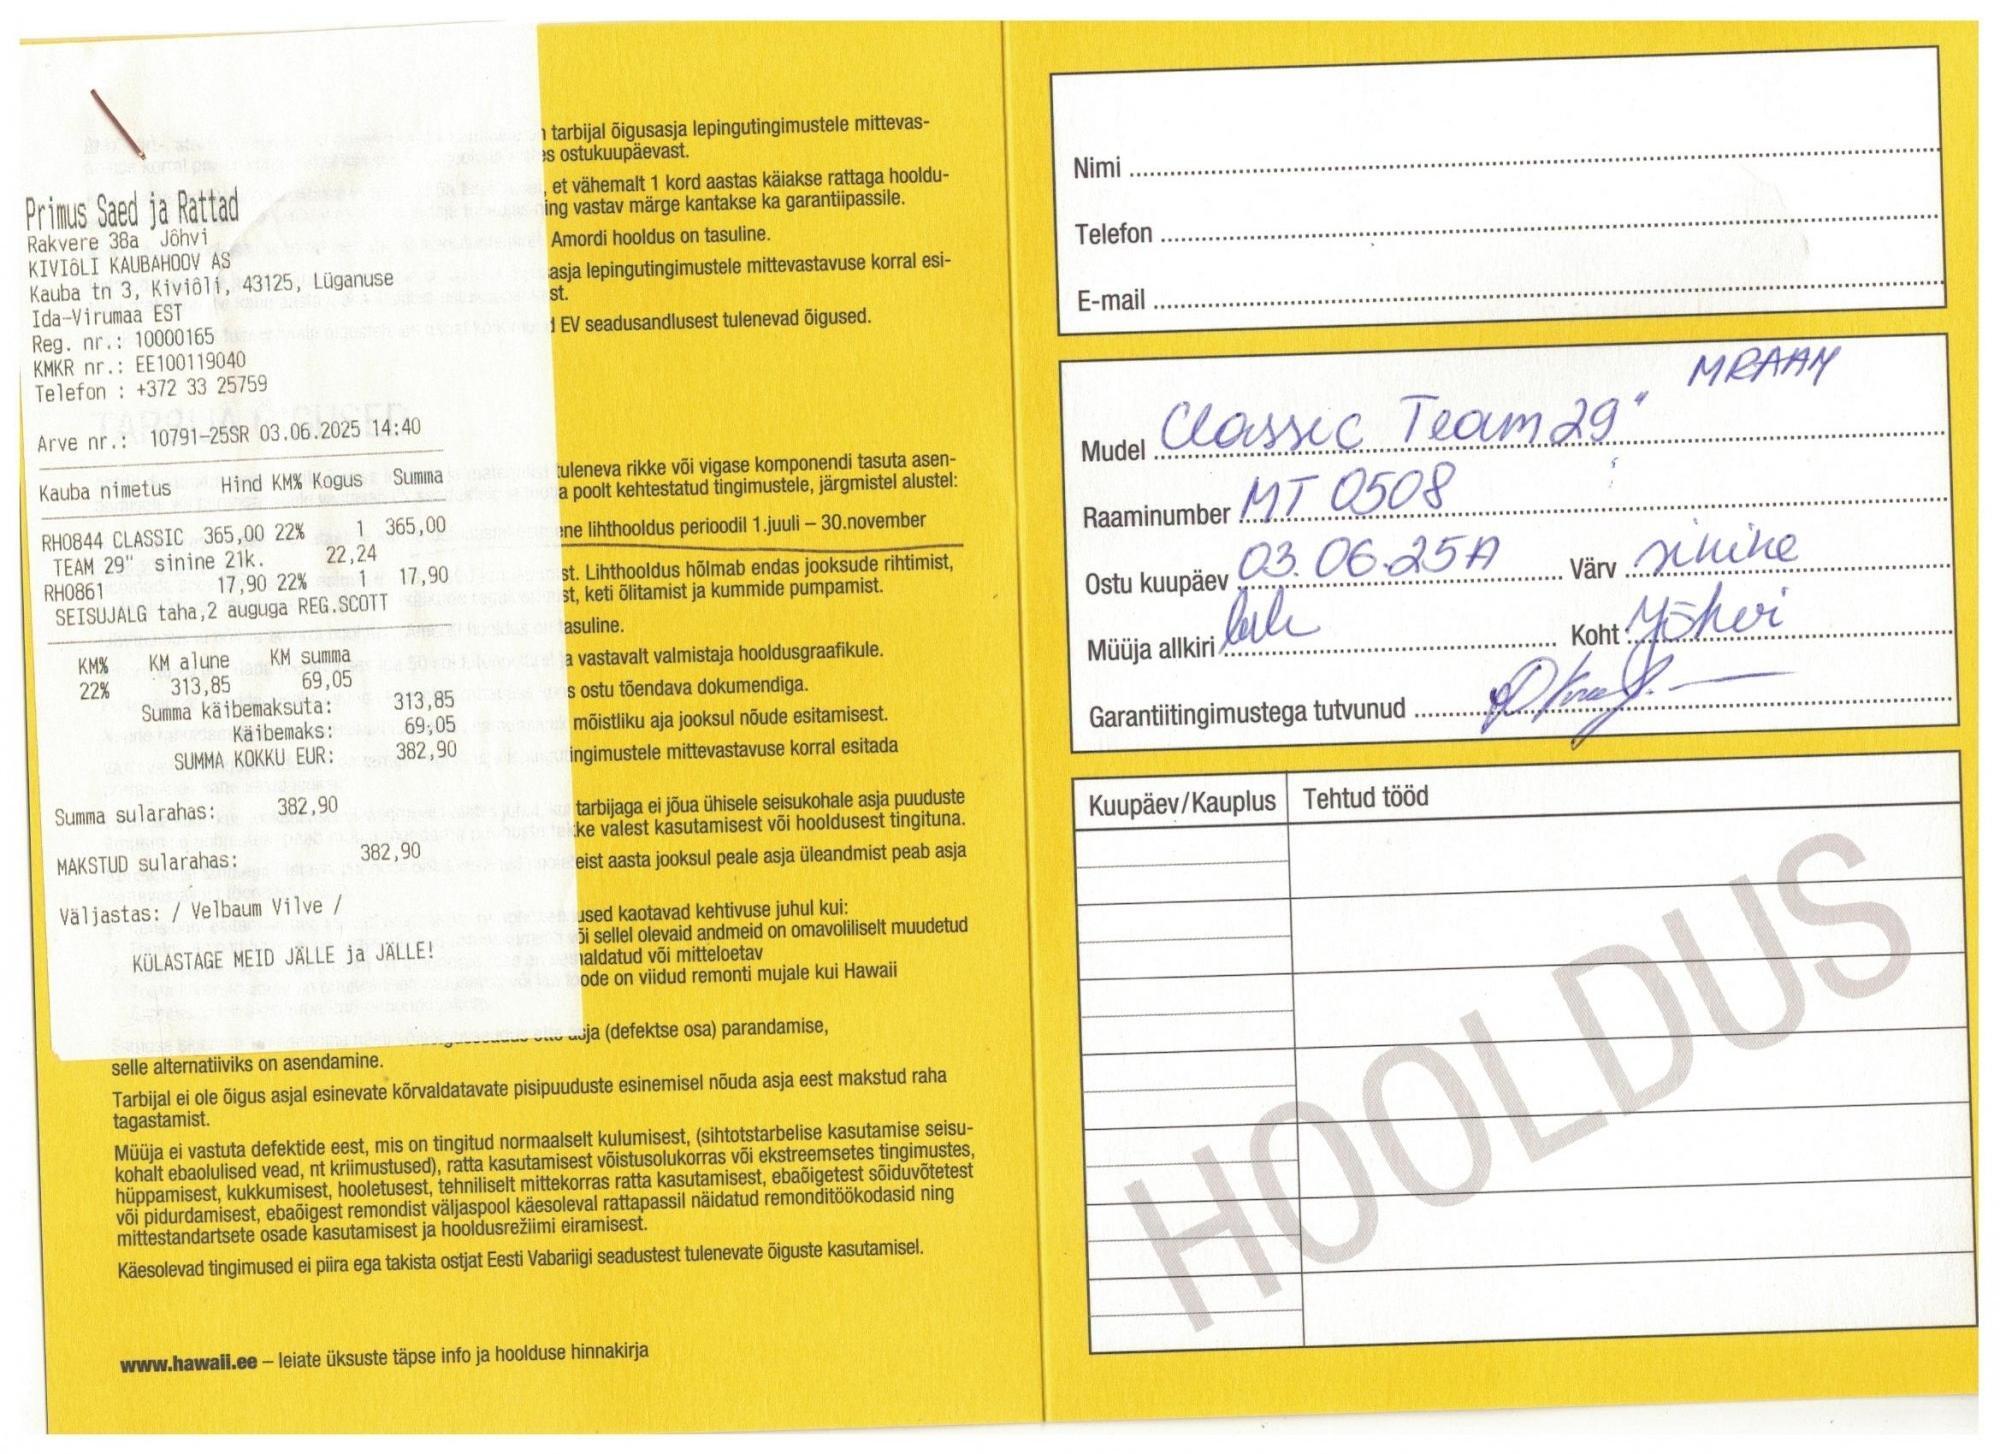 Primus Saed ja Rattad
Rakvere 38a Jõhvi
KIVIõLI KAUBAHOOV AS
Kauba tn 3, Kiviõli, 43125, Lüganuse
Ida-Virumaa EST
Reg. nr.: 10000165
KMKR nr.: EE100119040
Telefon : +372 33 25759
Arve nr.: 10791-25SR 03.06.2025 14:40
Kauba nimetus Hind KM% Kogus Summa
RH0844 CLASSIC 365,00 22% 1 365,00
TEAM 29" sinine 21k. 22,24
RH0861 17,90 22% 1 17,90
SEISUJALG taha,2 auguga REG.SCOTT
KM% KM alune KM summa
22% 313,85 69,05
Summa käibemaksuta: 313,85
Käibemaks: 69,05
SUMMA KOKKU EUR: 382,90
Summa sularahas: 382,90
MAKSTUD sularahas: 382,90
Väljastas: / Velbaum Vilve /
KÜLASTAGE MEID JÄLLE ja JÄLLE!
tarbijal õigusasja lepingutingimustele mittevas-
es ostukuupäevast.
, et vähemalt 1 kord aastas käiakse rattaga hooldu-
ing vastav märge kantakse ka garantiipassile.
Amordi hooldus on tasuline.
asja lepingutingimustele mittevastavuse korral esi-
st.
d EV seadusandlusest tulenevad õigused.
tuleneva rikke või vigase komponendi tasuta asen-
a poolt kehtestatud tingimustele, järgmistel alustel:
ene lihthooldus perioodil 1.juuli – 30.november
st. Lihthooldus hõlmab endas jooksude rihtimist,
st, keti õlitamist ja kummide pumpamist.
asuline.
a vastavalt valmistaja hooldusgraafikule.
s ostu tõendava dokumendiga.
mõistliku aja jooksul nõude esitamisest.
ingimustele mittevastavuse korral esitada
tarbijaga ei jõua ühisele seisukohale asja puuduste
ke valest kasutamisest või hooldusest tingituna.
eist aasta jooksul peale asja üleandmist peab asja
used kaotavad kehtivuse juhul kui:
õi sellel olevaid andmeid on omavoliliselt muudetud
aldatud või mitteloetav
oode on viidud remonti mujale kui Hawaii
asja (defektse osa) parandamise,
selle alternatiiviks on asendamine.
Tarbijal ei ole õigus asjal esinevate kõrvaldatavate pisipuuduste esinemisel nõuda asja eest makstud raha
tagastamist.
Müüja ei vastuta defektide eest, mis on tingitud normaalselt kulumisest, (sihtotstarbelise kasutamise seisu-
kohalt ebaolulised vead, nt kriimustused), ratta kasutamisest võistusolukorras või ekstreemsetes tingimustes,
hüppamisest, kukkumisest, hooletusest, tehniliselt mittekorras ratta kasutamisest, ebaõigetest sõiduvõtetest
või pidurdamisest, ebaõigest remondist väljaspool käesoleval rattapassil näidatud remonditöökodasid ning
mittestandartsete osade kasutamisest ja hooldusrežiimi eiramisest.
Käesolevad tingimused ei piira ega takista ostjat Eesti Vabariigi seadustest tulenevate õiguste kasutamisel.
www.hawaii.ee – leiate üksuste täpse info ja hoolduse hinnakirja
Nimi
Telefon
E-mail
MRAAM
Mudel Classic Team 29"
Raaminumber MT 0508
Ostu kuupäev 03.06.25A Värv sinine
Müüja allkiri Koht Jõhvi
Garantiitingimustega tutvunud
Kuupäev/Kauplus Tehtud tööd
HOOLDUS